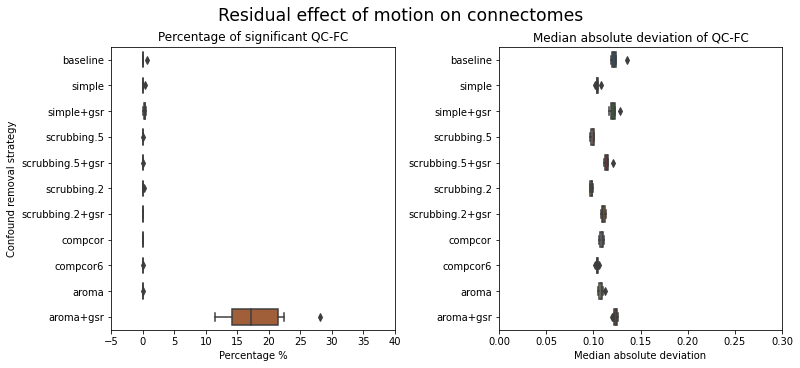 Residual effect of motion on connectomes
Percentage of significant QC-FC
Confound removal strategy
baseline
simple
simple+gsr
scrubbing.5
scrubbing.5+gsr
scrubbing.2
scrubbing.2+gsr
compcor
compcor6
aroma
aroma+gsr
−5 0 5 10 15 20 25 30 35 40
Percentage %
Median absolute deviation of QC-FC
baseline
simple
simple+gsr
scrubbing.5
scrubbing.5+gsr
scrubbing.2
scrubbing.2+gsr
compcor
compcor6
aroma
aroma+gsr
0.00 0.05 0.10 0.15 0.20 0.25 0.30
Median absolute deviation